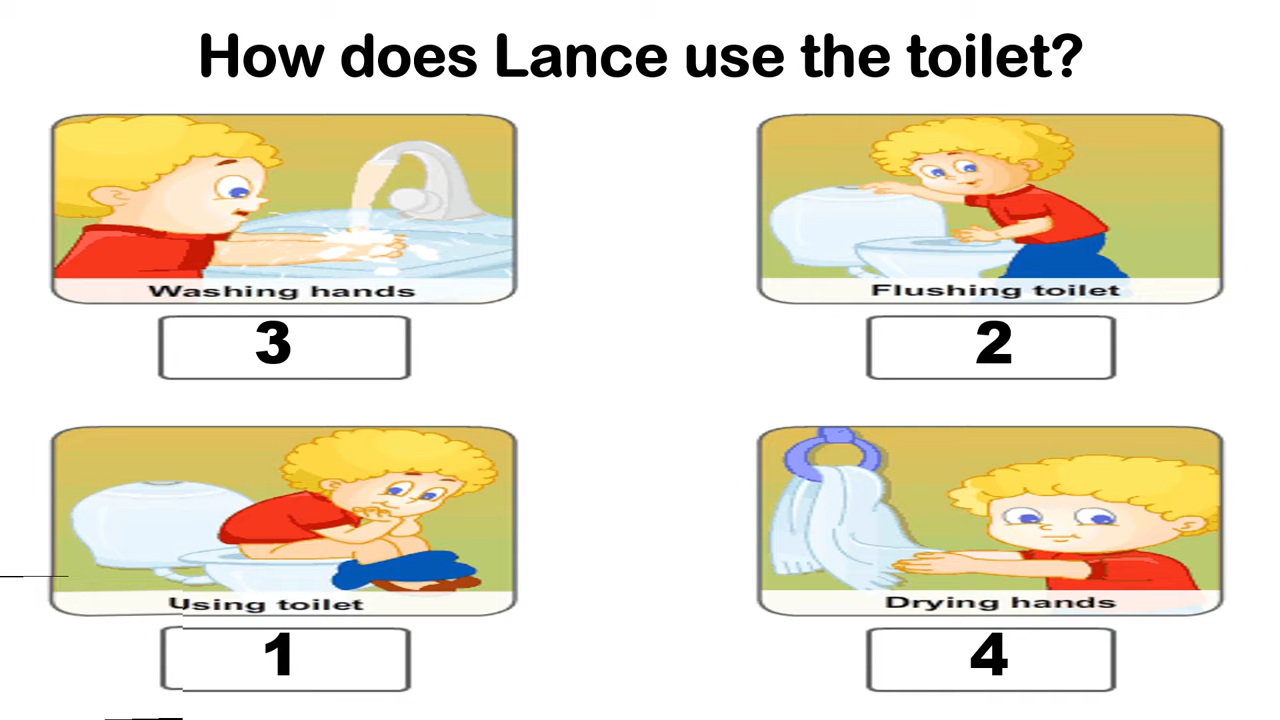 How does Lance use the toilet?
Washing hands
Flushing toilet
3
2
Using toilet
Drying hands
1
4